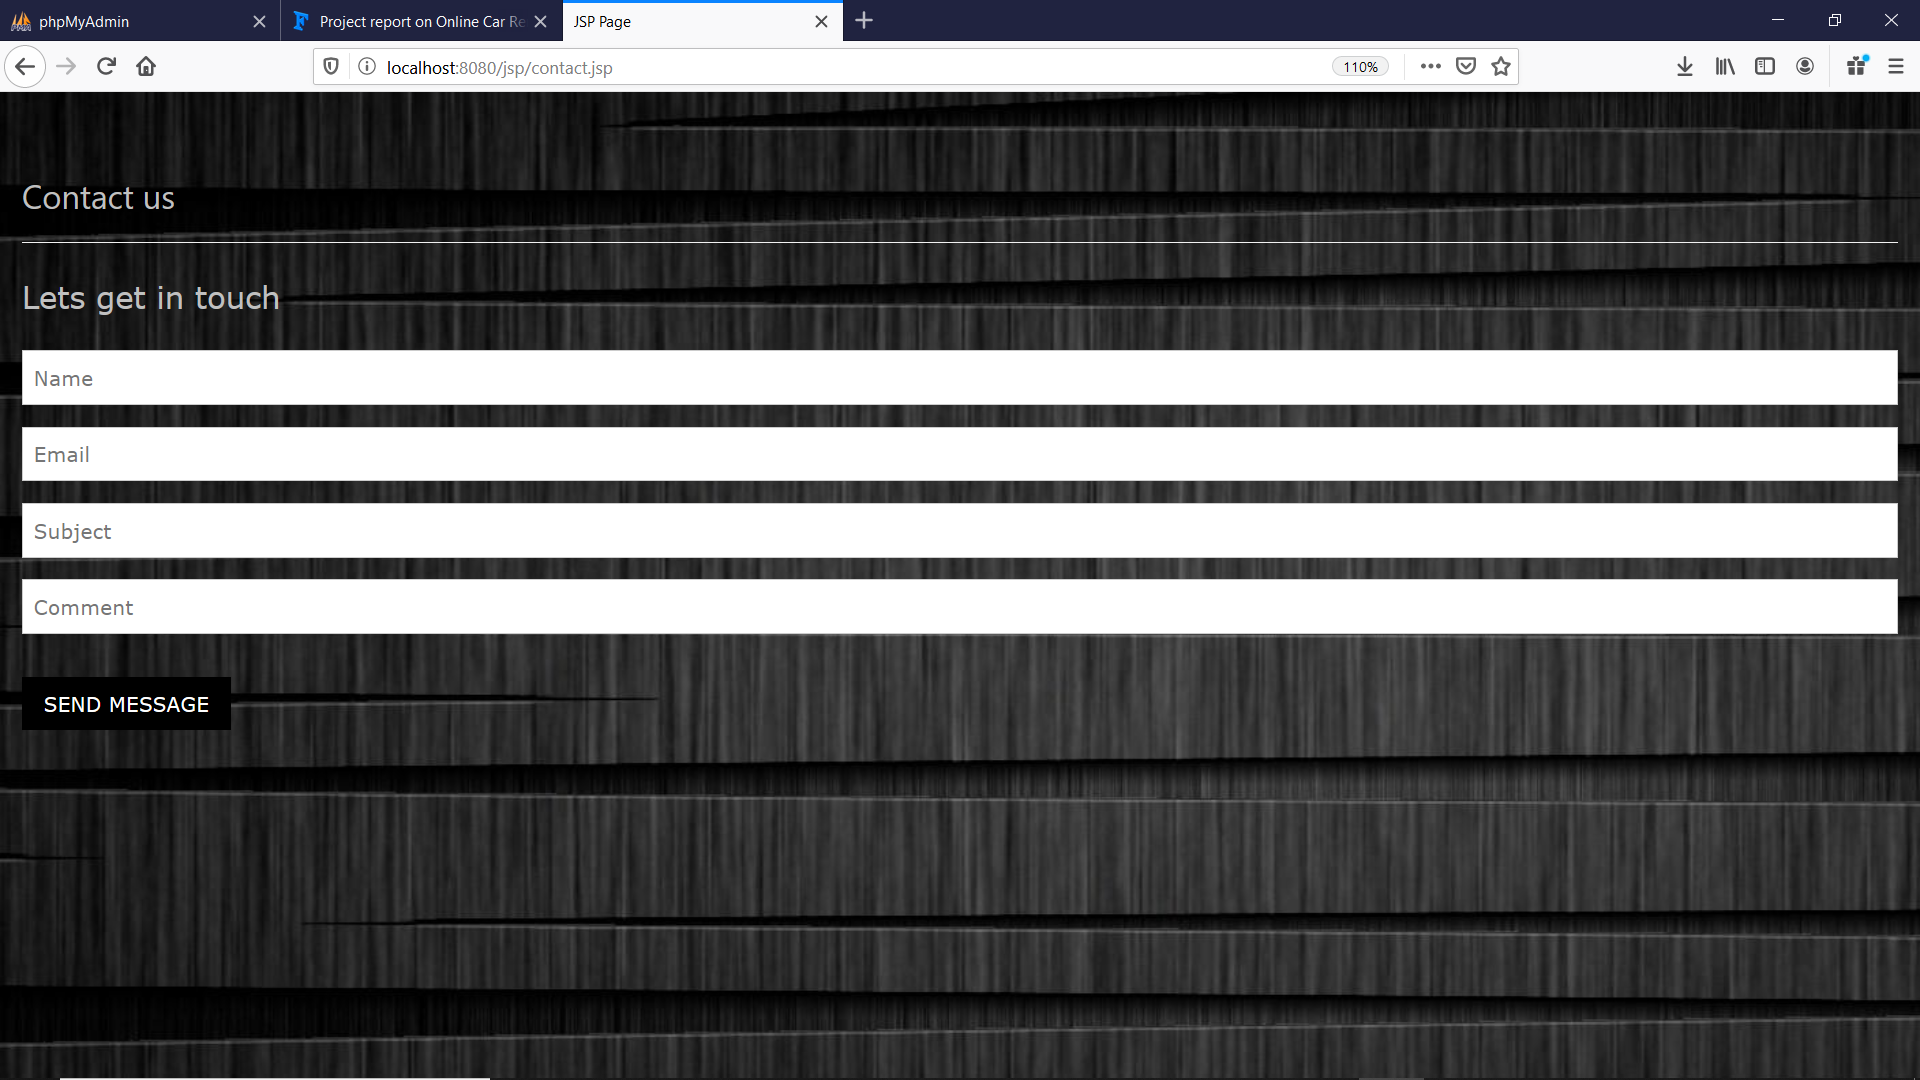 phpMyAdmin
Project report on Online Car Re
JSP Page
localhost:8080/jsp/contact.jsp
110%
Contact us
Lets get in touch
Name
Email
Subject
Comment
SEND MESSAGE